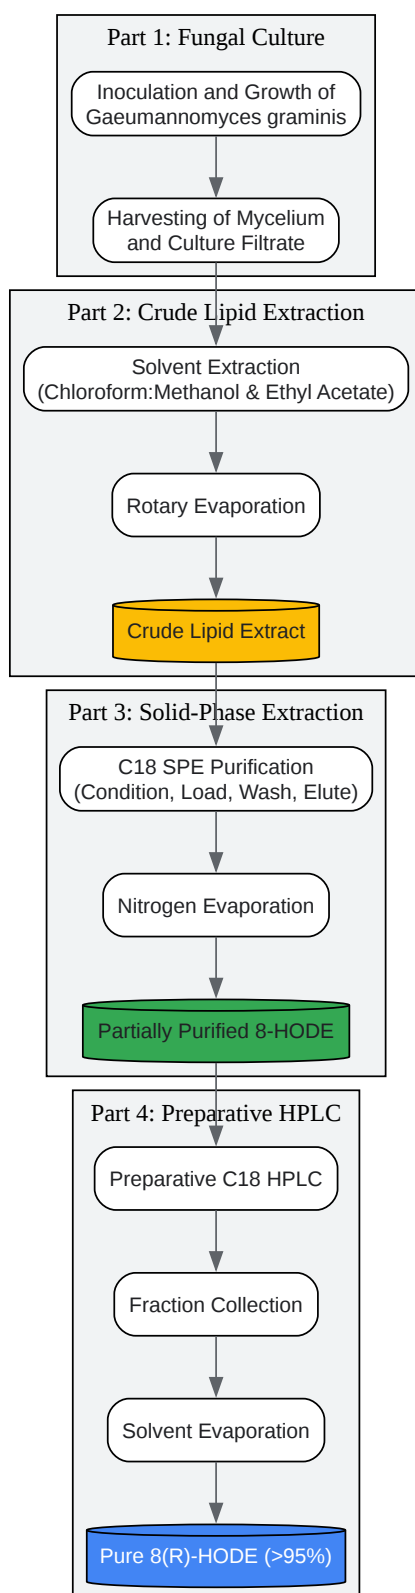 Part 1: Fungal Culture
Inoculation and Growth of
Gaeumannomyces graminis
Harvesting of Mycelium
and Culture Filtrate
Part 2: Crude Lipid Extraction
Solvent Extraction
(Chloroform:Methanol & Ethyl Acetate)
Rotary Evaporation
Crude Lipid Extract
Part 3: Solid-Phase Extraction
C18 SPE Purification
(Condition, Load, Wash, Elute)
Nitrogen Evaporation
Partially Purified 8-HODE
Part 4: Preparative HPLC
Preparative C18 HPLC
Fraction Collection
Solvent Evaporation
Pure 8(R)-HODE (>95%)